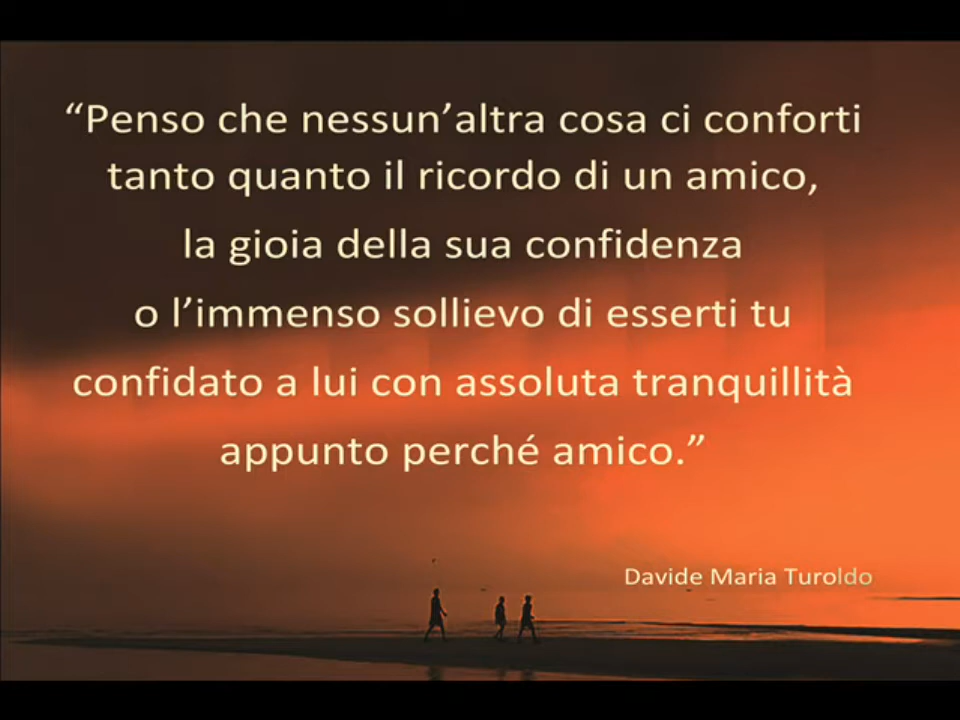 “Penso che nessun’altra cosa ci conforti
tanto quanto il ricordo di un amico,
la gioia della sua confidenza
o l’immenso sollievo di esserti tu
confidato a lui con assoluta tranquillità
appunto perché amico.”
Davide Maria Turoldo